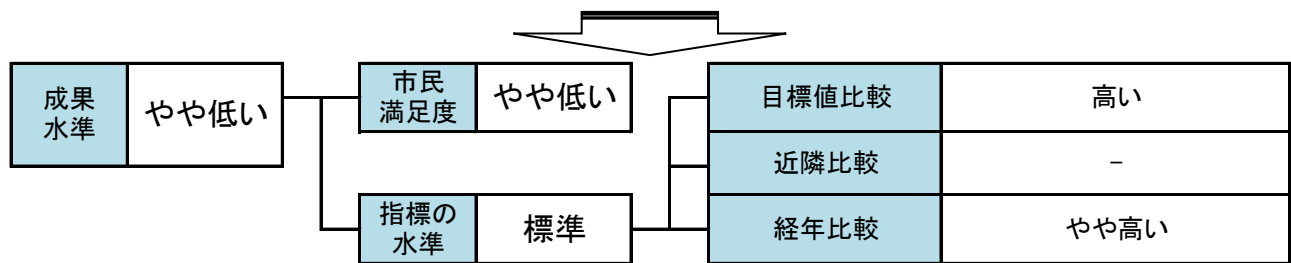 成果
水準
やや低い
市民
満足度
やや低い
指標の
水準
標準
目標値比較
高い
近隣比較
－
経年比較
やや高い